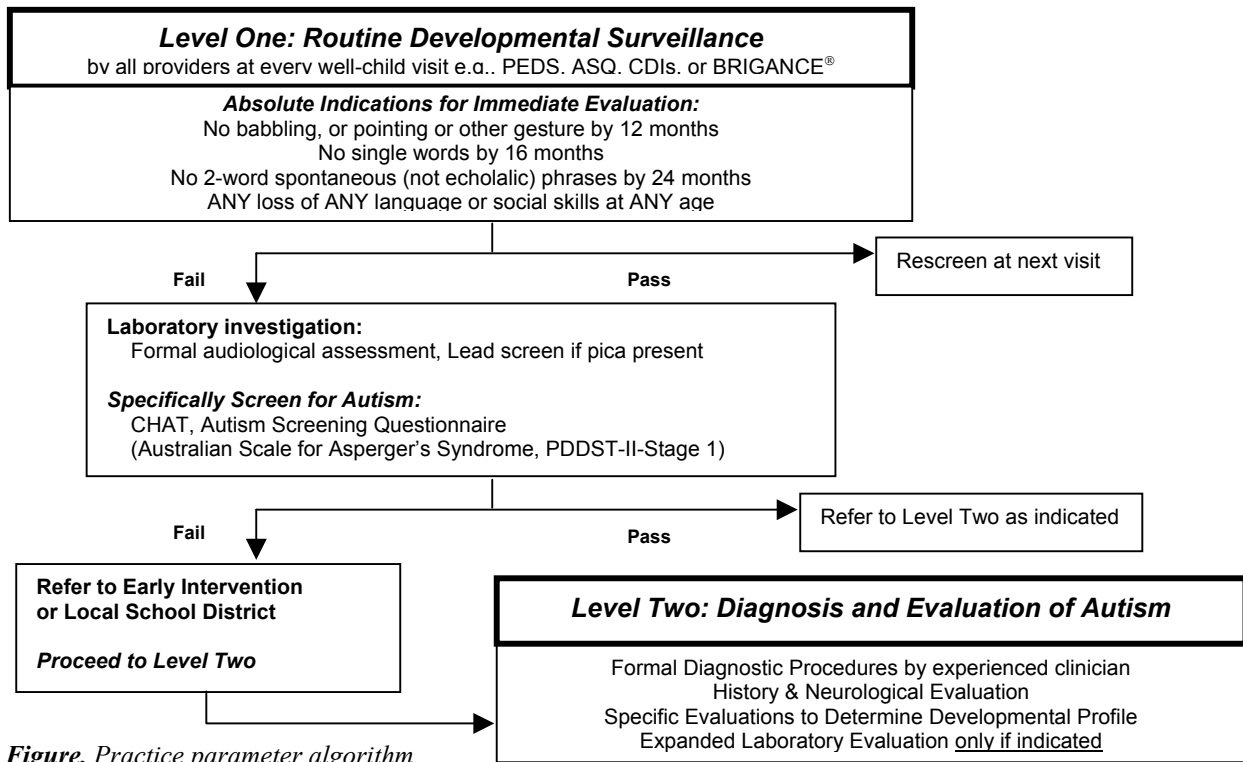 Level One: Routine Developmental Surveillance
by all providers at every well-child visit e.g., PEDS, ASQ, CDIs, or BRIGANCE®
Absolute Indications for Immediate Evaluation:
No babbling, or pointing or other gesture by 12 months
No single words by 16 months
No 2-word spontaneous (not echolalic) phrases by 24 months
ANY loss of ANY language or social skills at ANY age
Rescreen at next visit
Fail
Pass
Laboratory investigation:
Formal audiological assessment, Lead screen if pica present
Specifically Screen for Autism:
CHAT, Autism Screening Questionnaire
(Australian Scale for Asperger's Syndrome, PDDST-II-Stage 1)
Refer to Level Two as indicated
Fail
Pass
Refer to Early Intervention
or Local School District
Proceed to Level Two
Level Two: Diagnosis and Evaluation of Autism
Formal Diagnostic Procedures by experienced clinician
History & Neurological Evaluation
Specific Evaluations to Determine Developmental Profile
Expanded Laboratory Evaluation only if indicated
Figure. Practice parameter algorithm